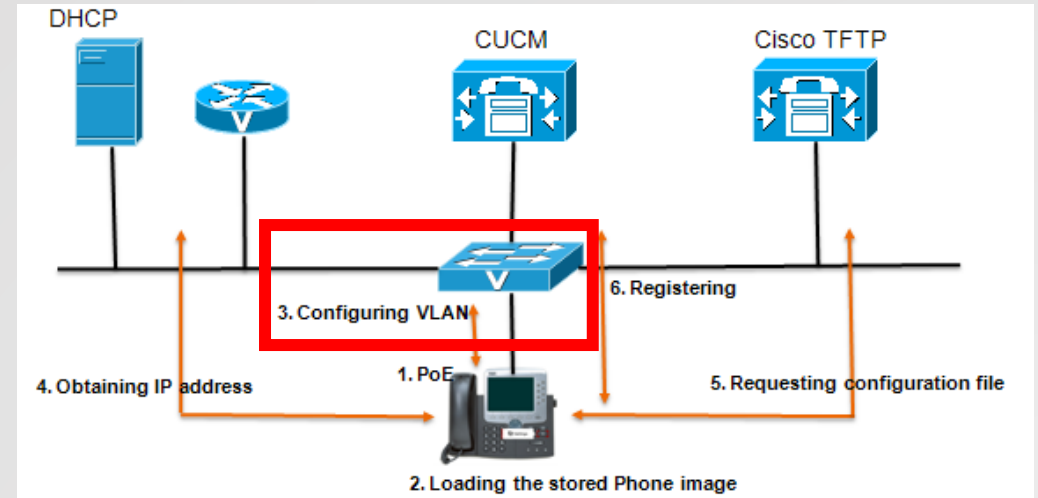 DHCP
CUCM
Cisco TFTP
V
V
3. Configuring VLAN
6. Registering
4. Obtaining IP address
1. PoE
5. Requesting configuration file
2. Loading the stored Phone image